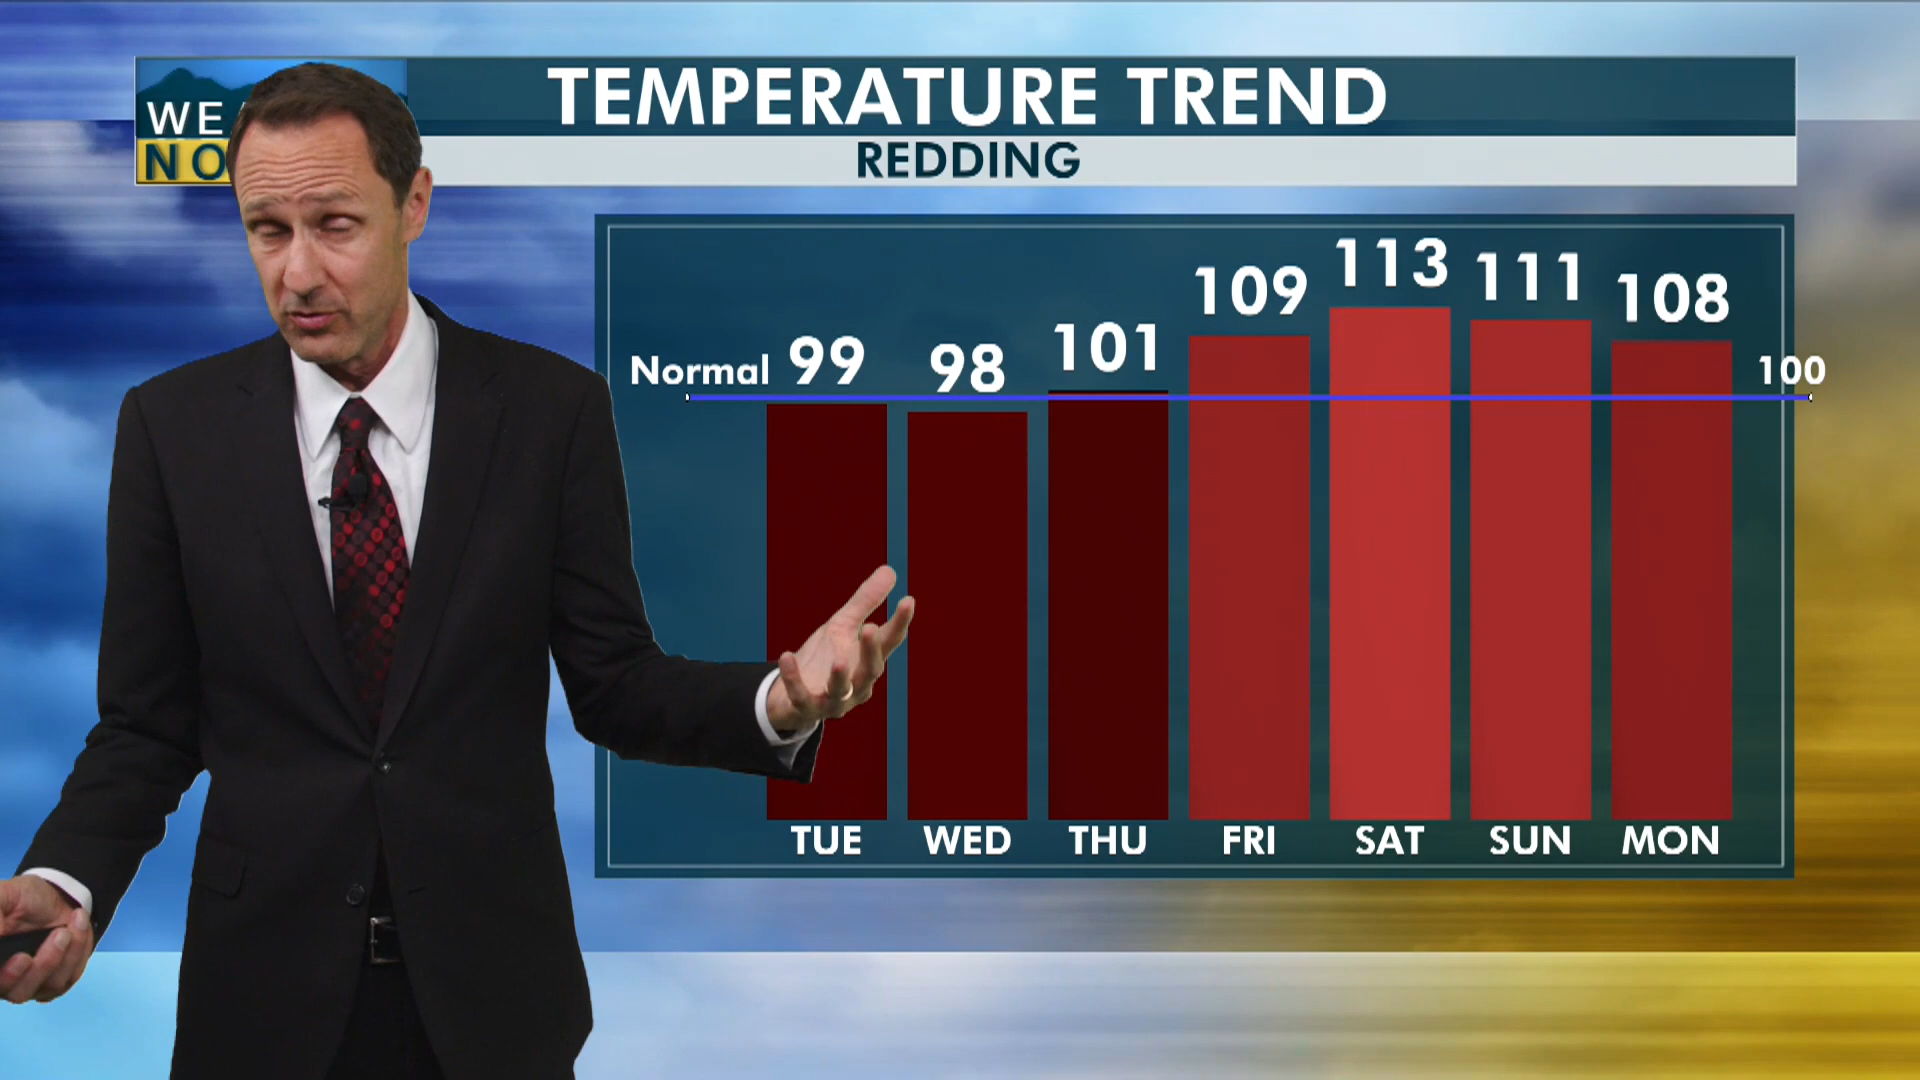 WE
NO
TEMPERATURE TREND
REDDING
Normal 99 98 101 109 113 111 108 100
TUE WED THU FRI SAT SUN MON